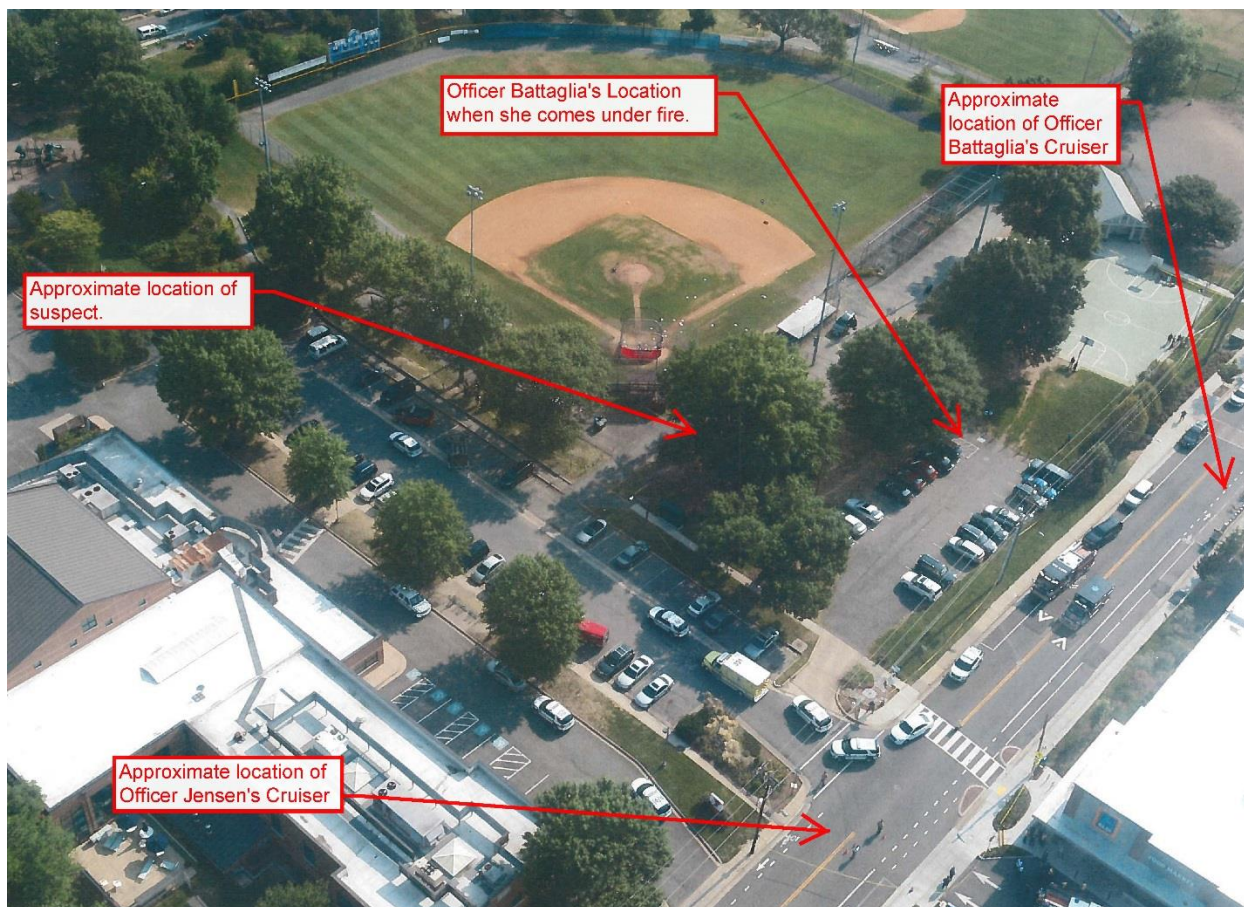 Officer Battaglia's Location
when she comes under fire.
Approximate
location of Officer
Battaglia's Cruiser
Approximate location of
suspect.
Approximate location of
Officer Jensen's Cruiser